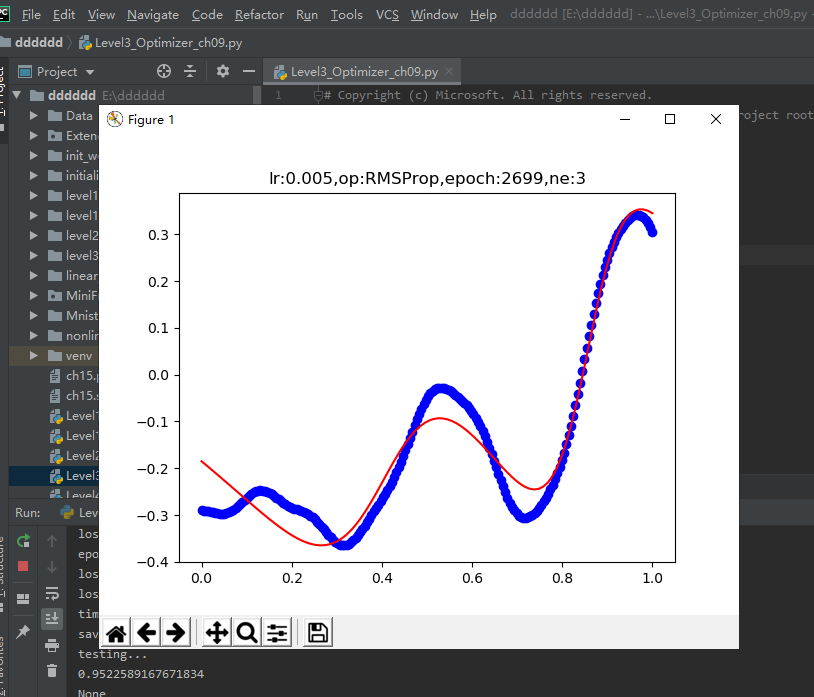 File Edit View Navigate Code Refactor Run Tools VCS Window Help dddddd [E:\dddddd] - ...\Level3_Optimizer_ch09.py
dddddd Level3_Optimizer_ch09.py
Project Level3_Optimizer_ch09.py
dddddd E:\dddddd 1 # Copyright (c) Microsoft. All rights reserved.
Data roject root
Exten
init_w
initiali
level1
level1
level2
level3
linear
MiniF
Mnist
nonlin
venv
ch15.
ch15.
Level1
Level1
Level2
Level3
Level4
Figure 1
lr:0.005,op:RMSProp,epoch:2699,ne:3
0.3
0.2
0.1
0.0
−0.1
−0.2
−0.3
−0.4
0.0 0.2 0.4 0.6 0.8 1.0
Run: Lev
los
epo
los
los
tim
sav
testing...
0.9522589167671834
None